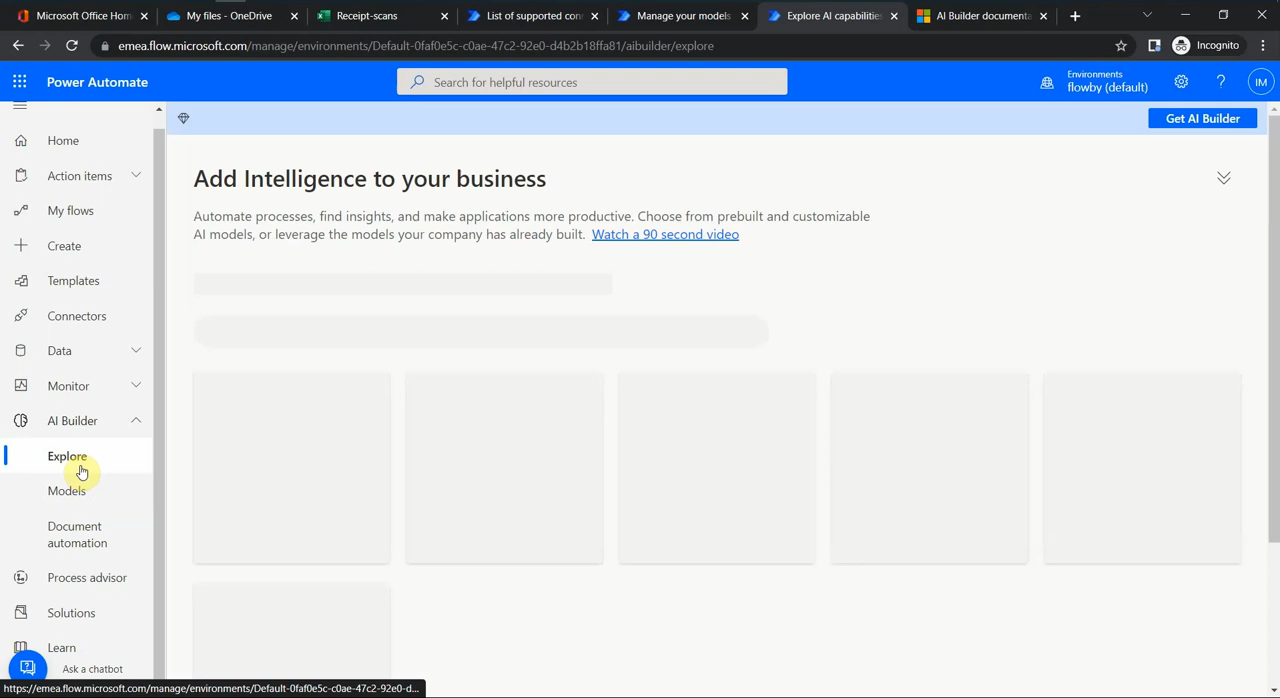 Microsoft Office Hom
My files - OneDrive
Receipt-scans
List of supported con
Manage your models
Explore AI capabilities
AI Builder documenta
emea.flow.microsoft.com/manage/environments/Default-0faf0e5c-c0ae-47c2-92e0-d4b2b18ffa81/aibuilder/explore
Incognito
Power Automate
Search for helpful resources
Environments
flowby (default)
IM
Get AI Builder
Home
Action items
My flows
Create
Templates
Connectors
Data
Monitor
AI Builder
Explore
Models
Document
automation
Process advisor
Solutions
Learn
Ask a chatbot
Add Intelligence to your business
Automate processes, find insights, and make applications more productive. Choose from prebuilt and customizable
AI models, or leverage the models your company has already built. Watch a 90 second video
https://emea.flow.microsoft.com/manage/environments/Default-0faf0e5c-c0ae-47c2-92e0-d...